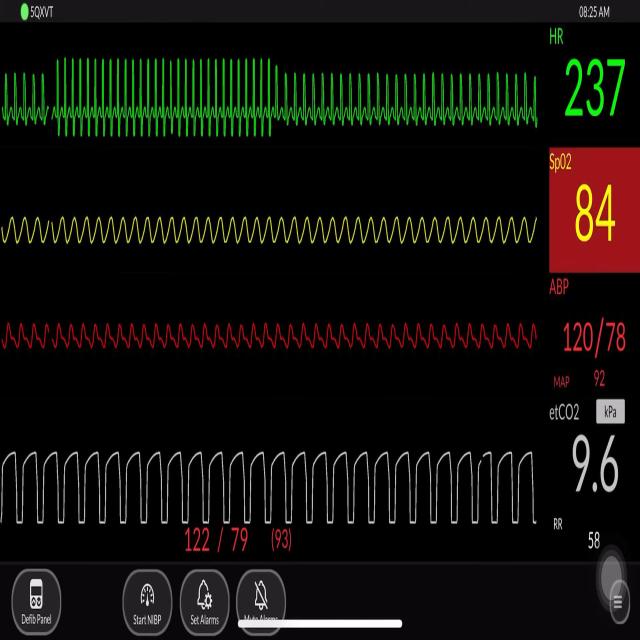 5QXVT
08:25 AM
HR
237
SpO2
84
ABP
120/78
MAP 92
etCO2 kPa
9.6
RR
58
122 / 79 (93)
Defib Panel
Start NIBP
Set Alarms
Mute Alarms